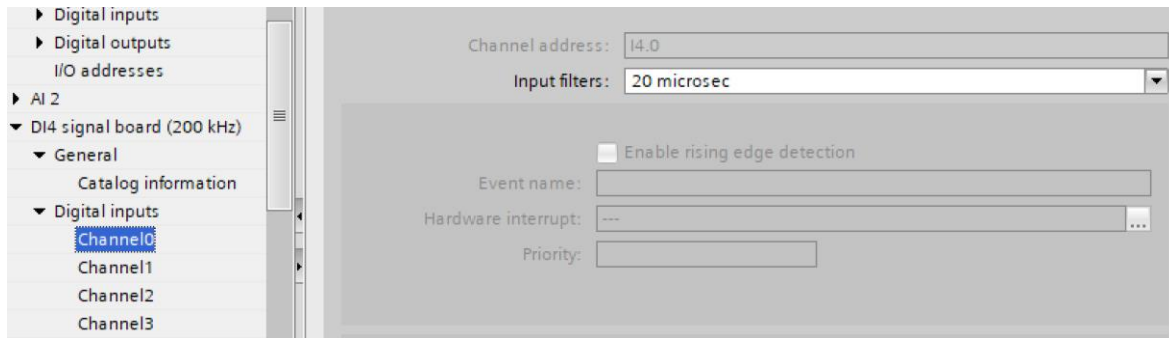 Digital inputs
Digital outputs
I/O addresses
AI 2
DI4 signal board (200 kHz)
General
Catalog information
Digital inputs
Channel0
Channel1
Channel2
Channel3
Channel address: I4.0
Input filters: 20 microsec
Enable rising edge detection
Event name:
Hardware interrupt: ---
...
Priority: